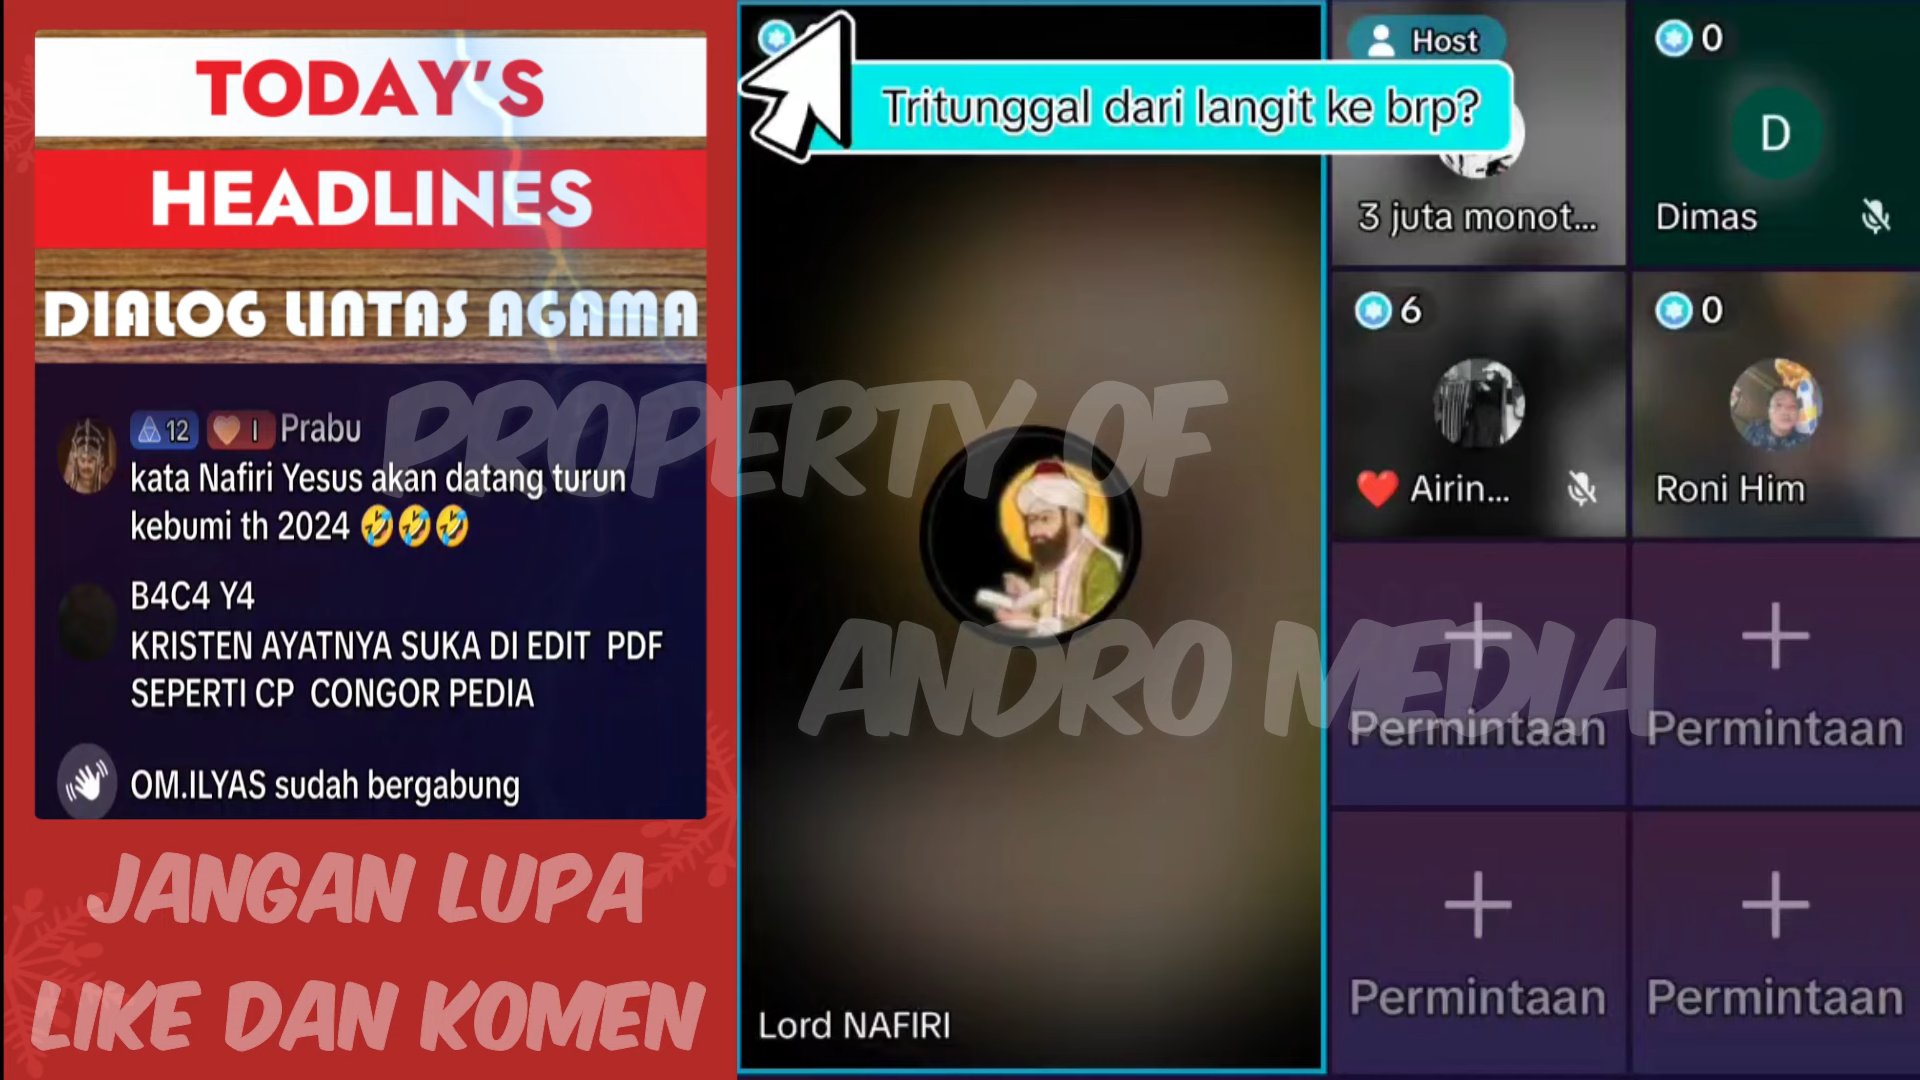 TODAY'S
HEADLINES
DIALOG LINTAS AGAMA
12 1 Prabu
kata Nafiri Yesus akan datang turun
kebumi th 2024 🤣🤣🤣
B4C4 Y4
KRISTEN AYATNYA SUKA DI EDIT PDF
SEPERTI CP CONGOR PEDIA
OM.ILYAS sudah bergabung
JANGAN LUPA
LIKE DAN KOMEN
Tritunggal dari langit ke brp?
Lord NAFIRI
Host
3 juta monot...
0
D
Dimas
6
❤️ Airin...
0
Roni Him
Permintaan
Permintaan
Permintaan
Permintaan
PROPERTY OF
ANDRO MEDIA